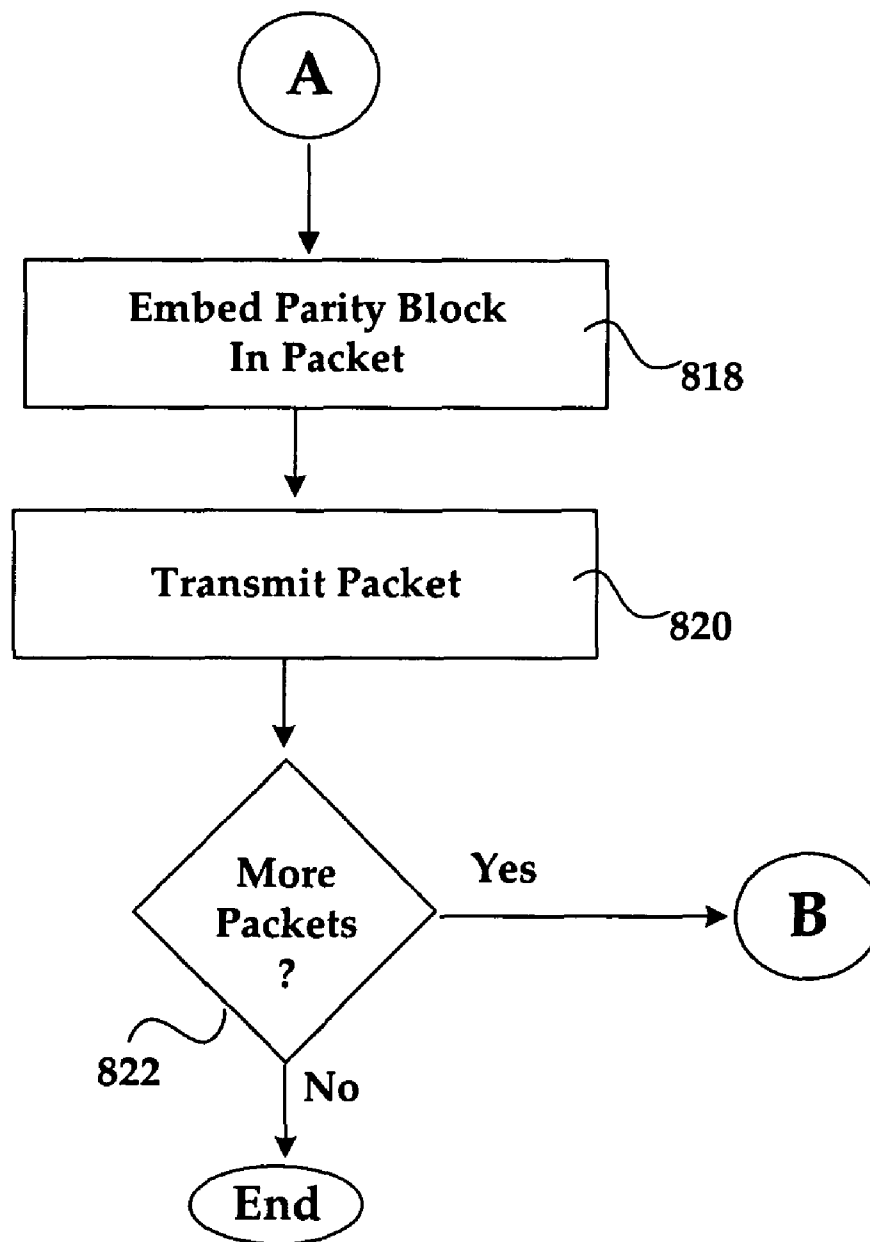 A
Embed Parity Block
In Packet
818
Transmit Packet
820
More
Packets
?
Yes
B
822
No
End